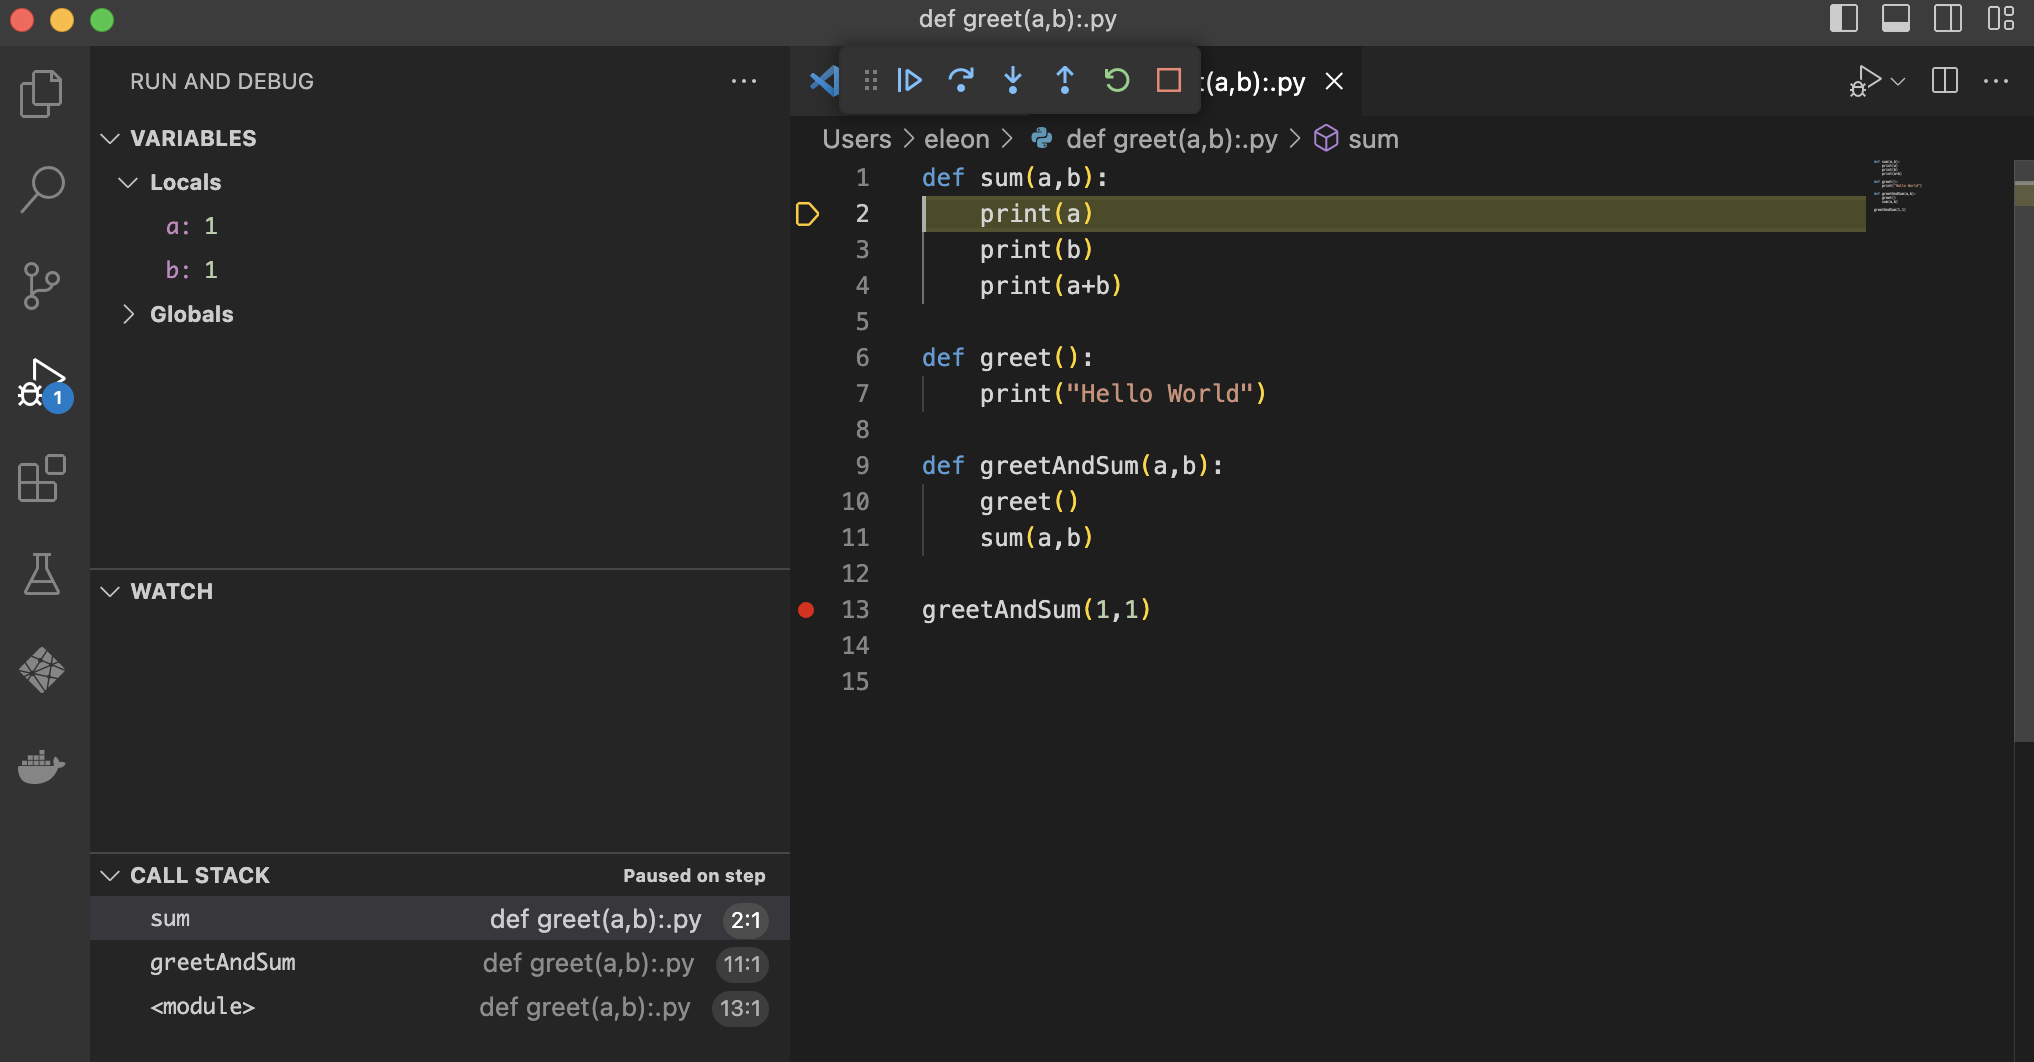 def greet(a,b):.py
RUN AND DEBUG
VARIABLES
Locals
a: 1
b: 1
Globals
1
WATCH
CALL STACK Paused on step
sum def greet(a,b):.py 2:1
greetAndSum def greet(a,b):.py 11:1
<module> def greet(a,b):.py 13:1
(a,b):.py
Users > eleon > def greet(a,b):.py > sum
1 def sum(a,b):
2     print(a)
3     print(b)
4     print(a+b)
5
6 def greet():
7     print("Hello World")
8
9 def greetAndSum(a,b):
10     greet()
11     sum(a,b)
12
13 greetAndSum(1,1)
14
15